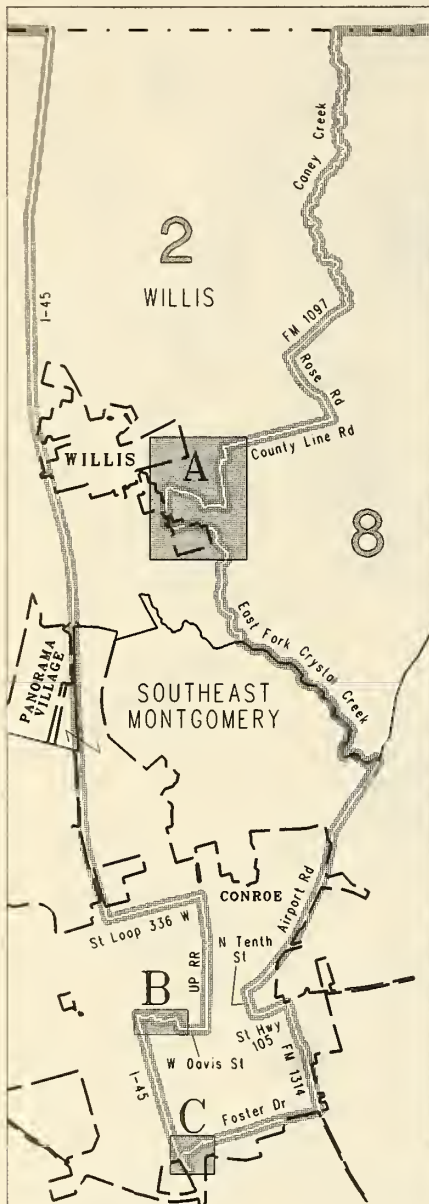 Caney Creek
2
WILLIS
I-45
FM 1097
Rose Rd
County Line Rd
WILLIS
A
8
East Fork Crystal Creek
PANORAMA
VILLAGE
SOUTHEAST
MONTGOMERY
CONROE
Airport Rd
St Loop 336 W
N Tenth
St
UP RR
B
St Hwy
105
W Davis St
FM 1314
I-45
C
Foster Dr